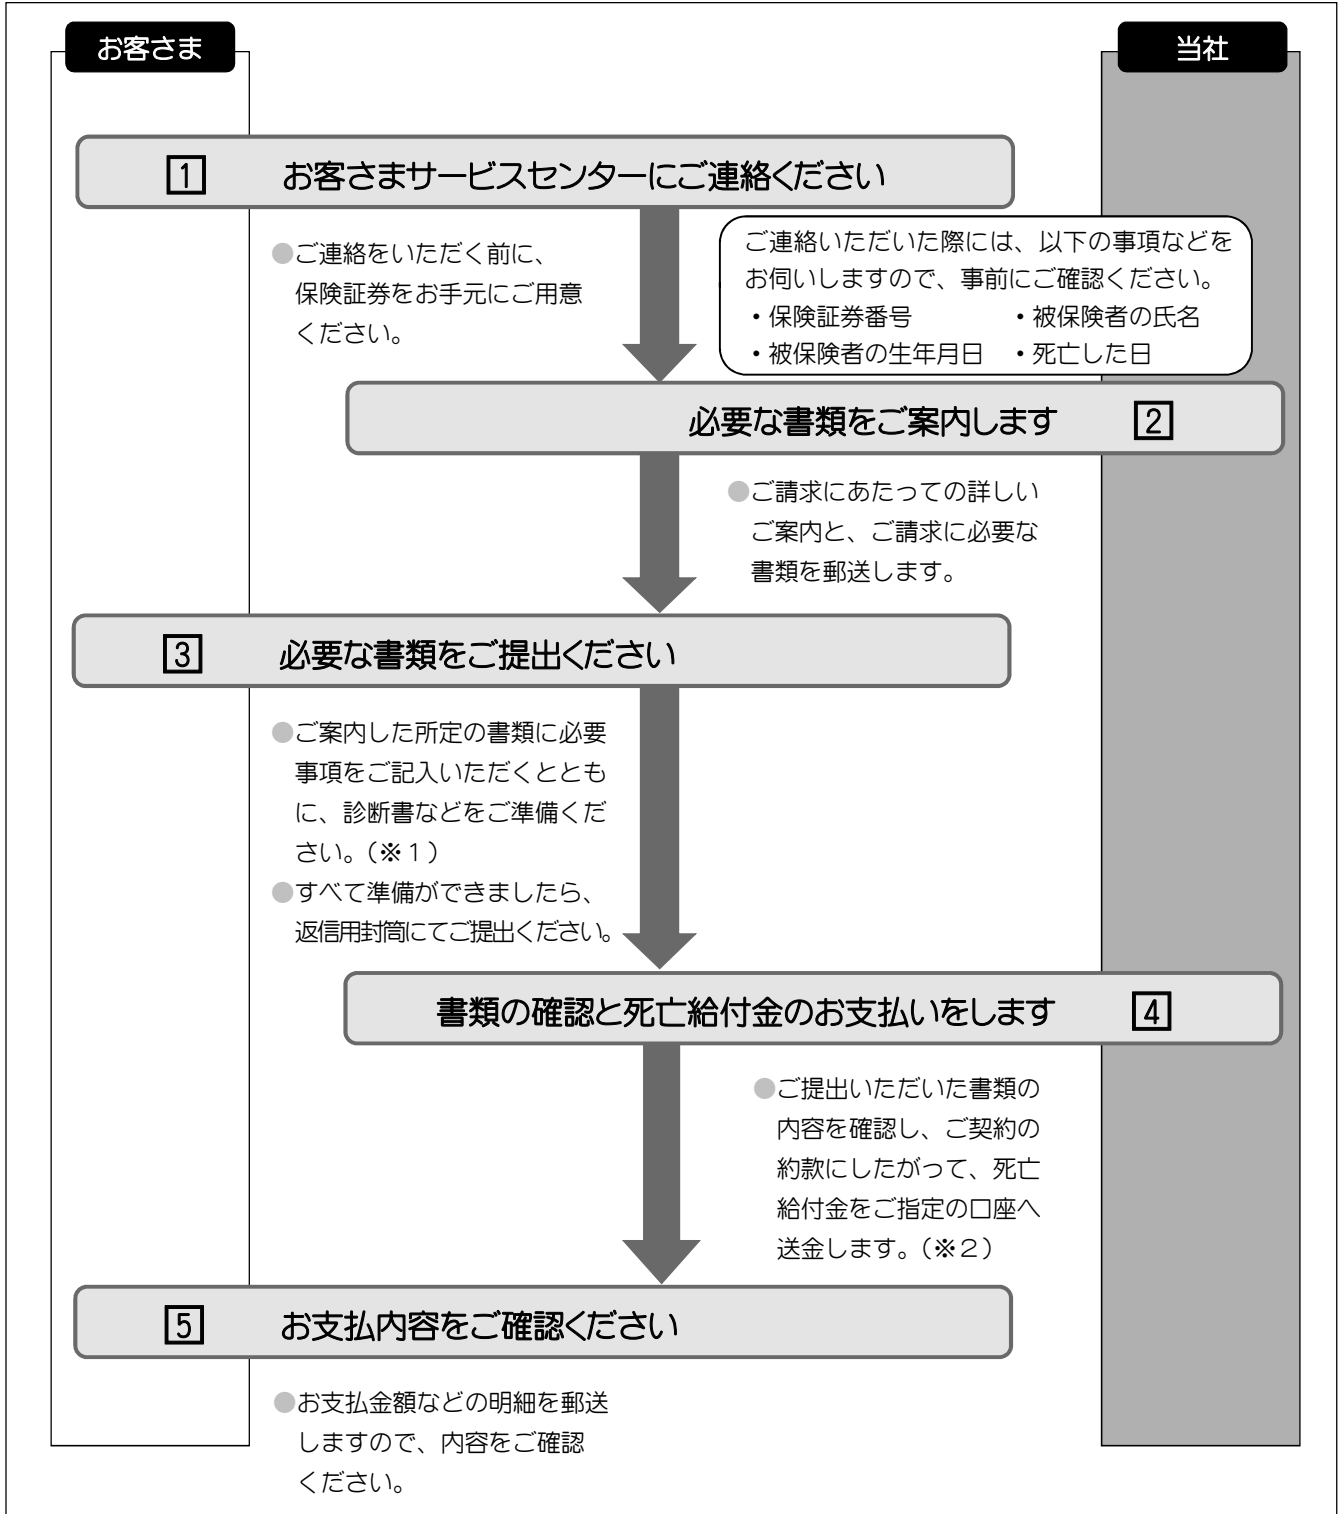 お客さま
当社
1 お客さまサービスセンターにご連絡ください
●ご連絡をいただく前に、
保険証券をお手元にご用意
ください。
ご連絡いただいた際には、以下の事項などを
お伺いしますので、事前にご確認ください。
・保険証券番号 ・被保険者の氏名
・被保険者の生年月日 ・死亡した日
必要な書類をご案内します 2
●ご請求にあたっての詳しい
ご案内と、ご請求に必要な
書類を郵送します。
3 必要な書類をご提出ください
●ご案内した所定の書類に必要
事項をご記入いただくととも
に、診断書などをご準備くだ
さい。(※1)
●すべて準備ができましたら、
返信用封筒にてご提出ください。
書類の確認と死亡給付金のお支払いをします 4
●ご提出いただいた書類の
内容を確認し、ご契約の
約款にしたがって、死亡
給付金をご指定の口座へ
送金します。(※2)
5 お支払内容をご確認ください
●お支払金額などの明細を郵送
しますので、内容をご確認
ください。